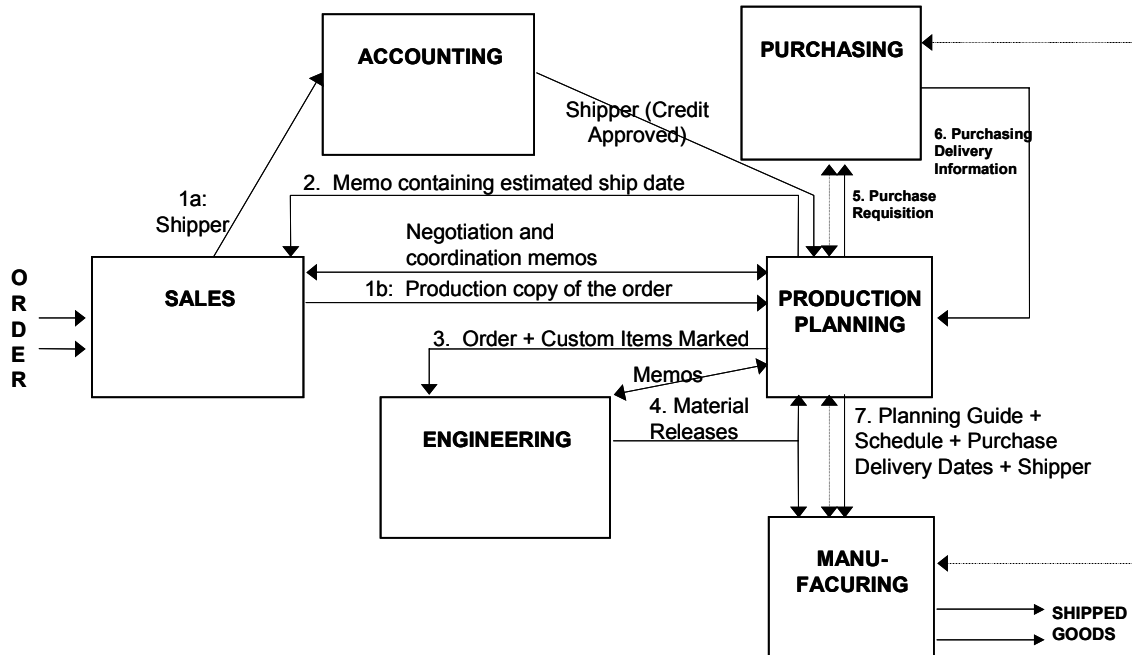 ACCOUNTING
PURCHASING
Shipper (Credit
Approved)
6. Purchasing
Delivery
Information
1a:
Shipper
2.  Memo containing estimated ship date
5. Purchase
Requisition
Negotiation and
coordination memos
O
R
D
E
R
SALES
1b:  Production copy of the order
PRODUCTION
PLANNING
3.  Order + Custom Items Marked
Memos
4. Material
Releases
ENGINEERING
7. Planning Guide +
Schedule + Purchase
Delivery Dates + Shipper
MANU-
FACURING
SHIPPED
GOODS